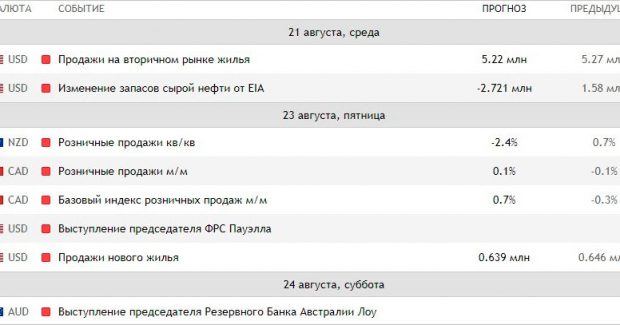 АЛЮТА СОБЫТИЕ ПРОГНОЗ ПРЕДЫДУЩ
21 августа, среда
USD Продажи на вторичном рынке жилья 5.22 млн 5.27 млн
USD Изменение запасов сырой нефти от EIA -2.721 млн 1.58 млн
23 августа, пятница
NZD Розничные продажи кв/кв -2.4% 0.7%
CAD Розничные продажи м/м 0.1% -0.1%
CAD Базовый индекс розничных продаж м/м 0.7% -0.3%
USD Выступление председателя ФРС Пауэлла
USD Продажи нового жилья 0.639 млн 0.646 млн
24 августа, суббота
AUD Выступление председателя Резервного Банка Австралии Лоу